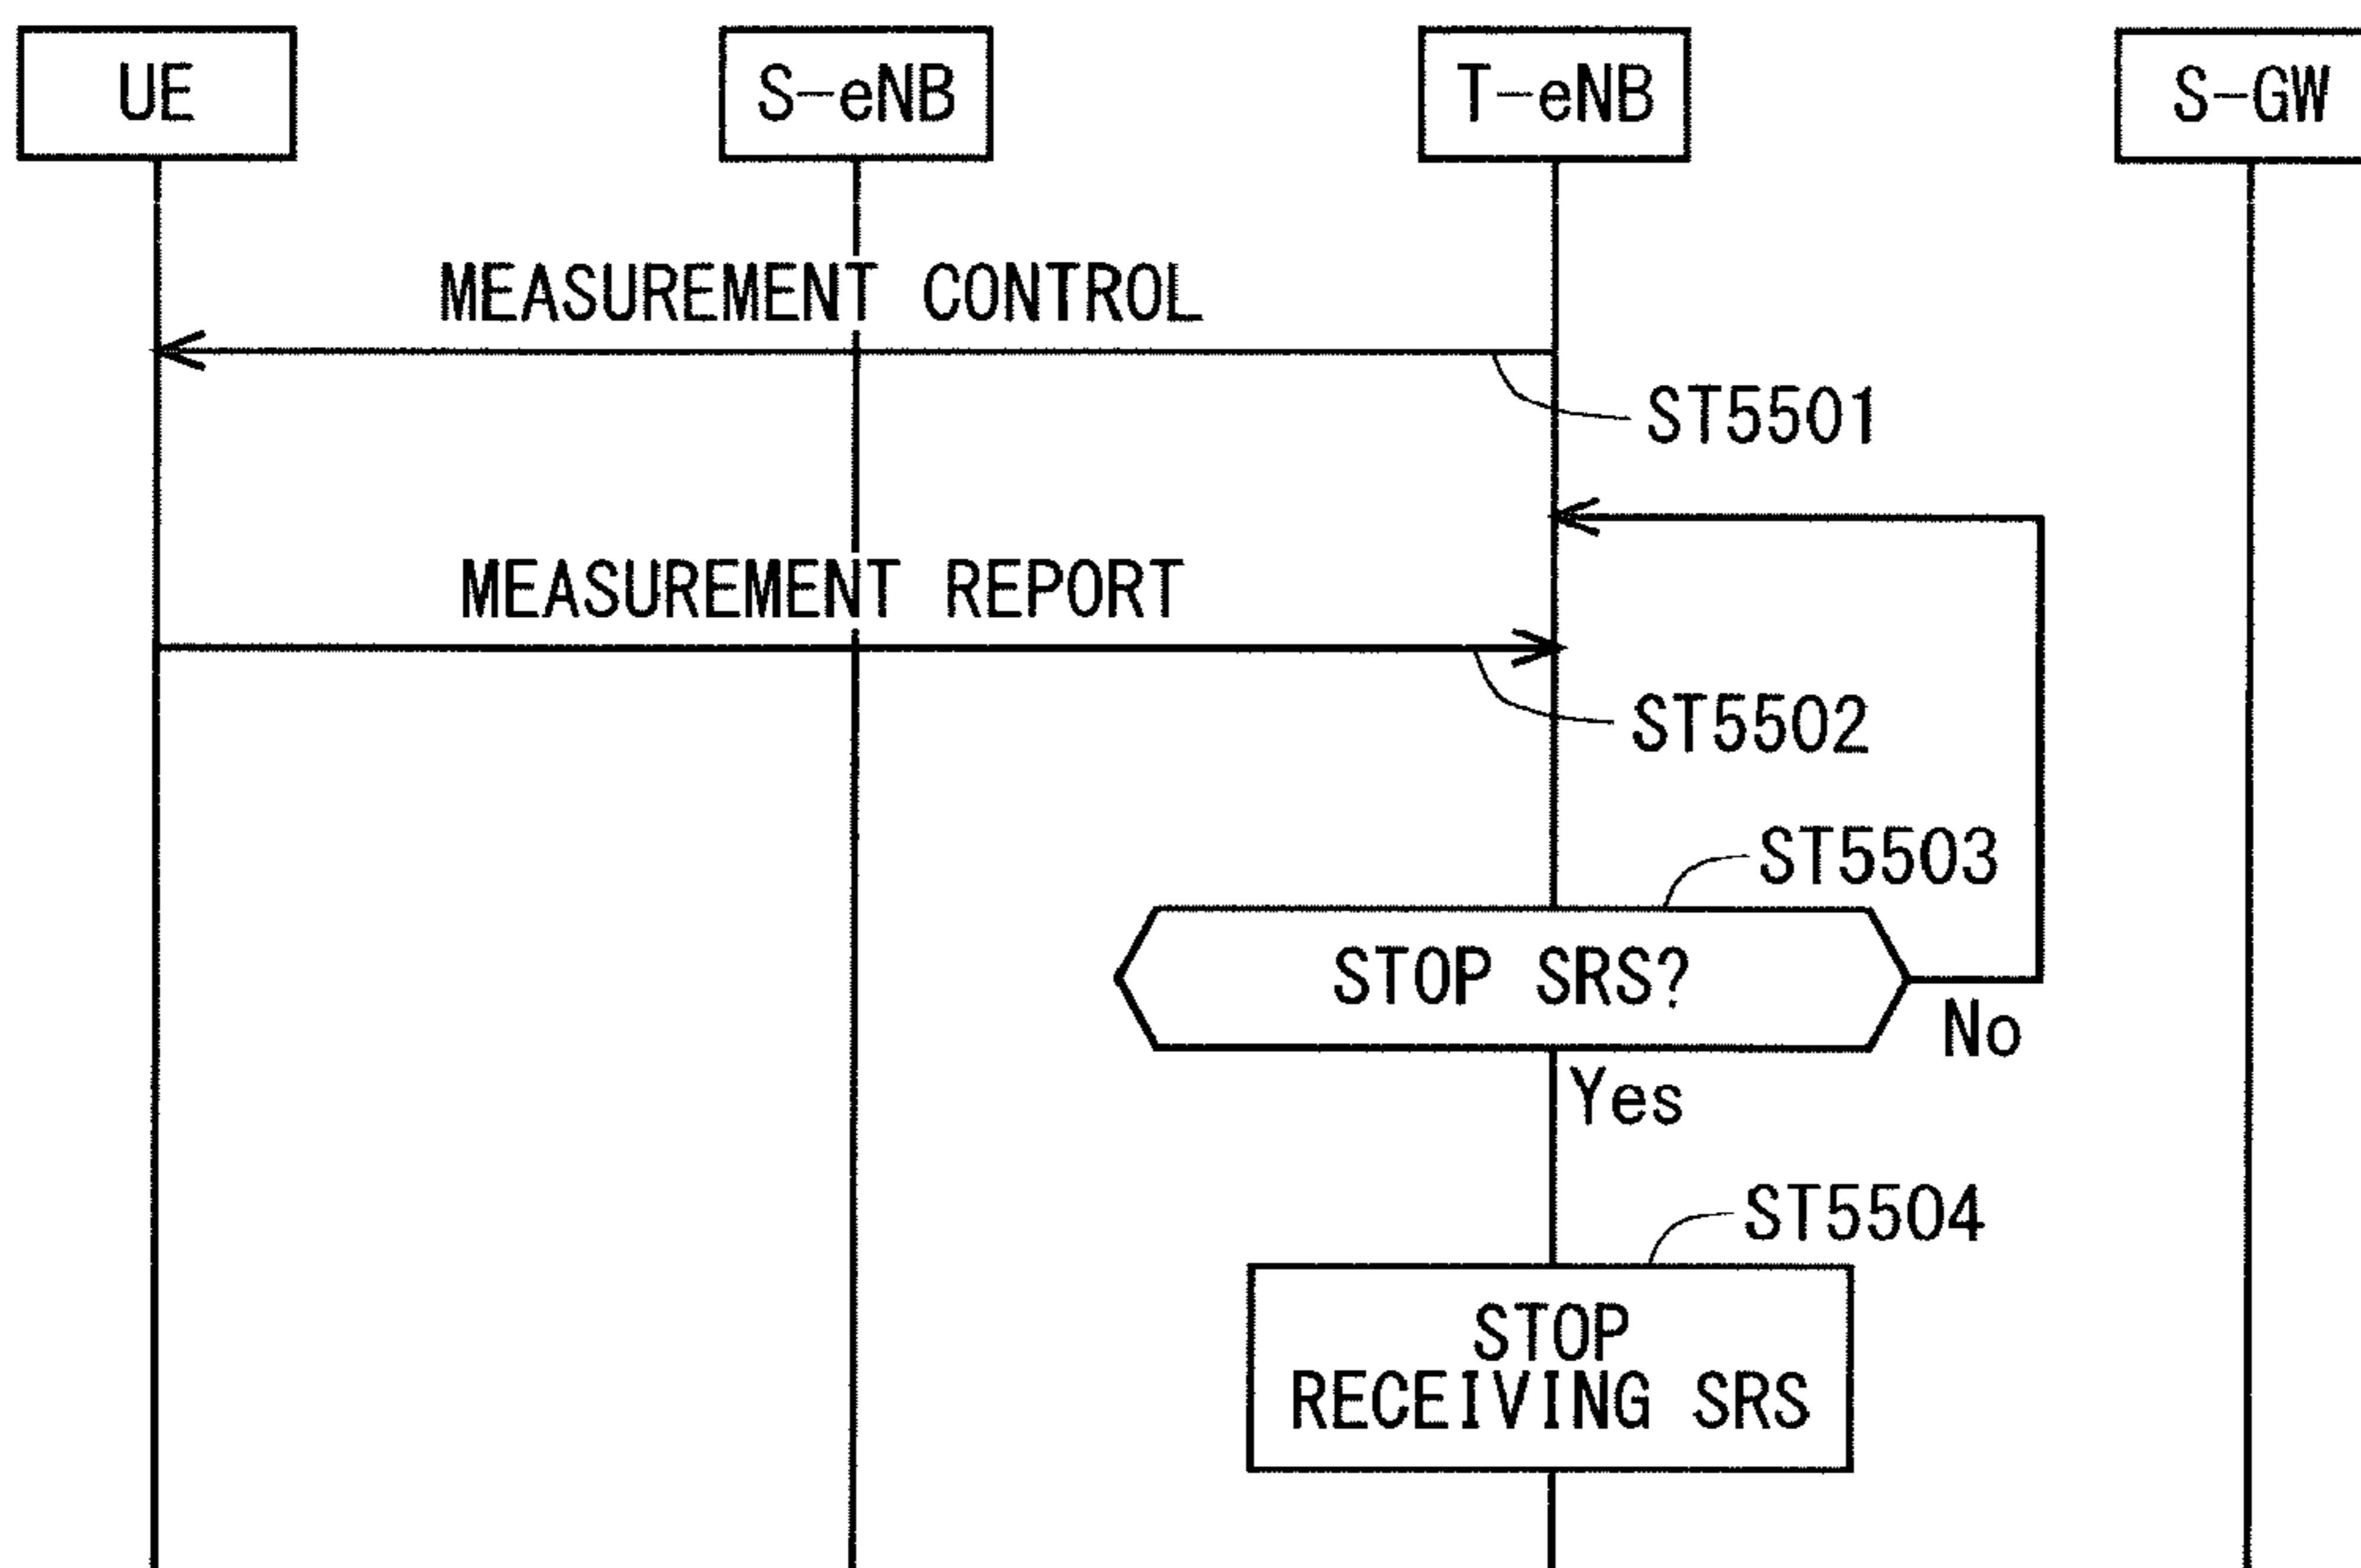 UE
S-eNB
T-eNB
S-GW
MEASUREMENT CONTROL
ST5501
MEASUREMENT REPORT
ST5502
ST5503
STOP SRS?
No
Yes
ST5504
STOP
RECEIVING SRS